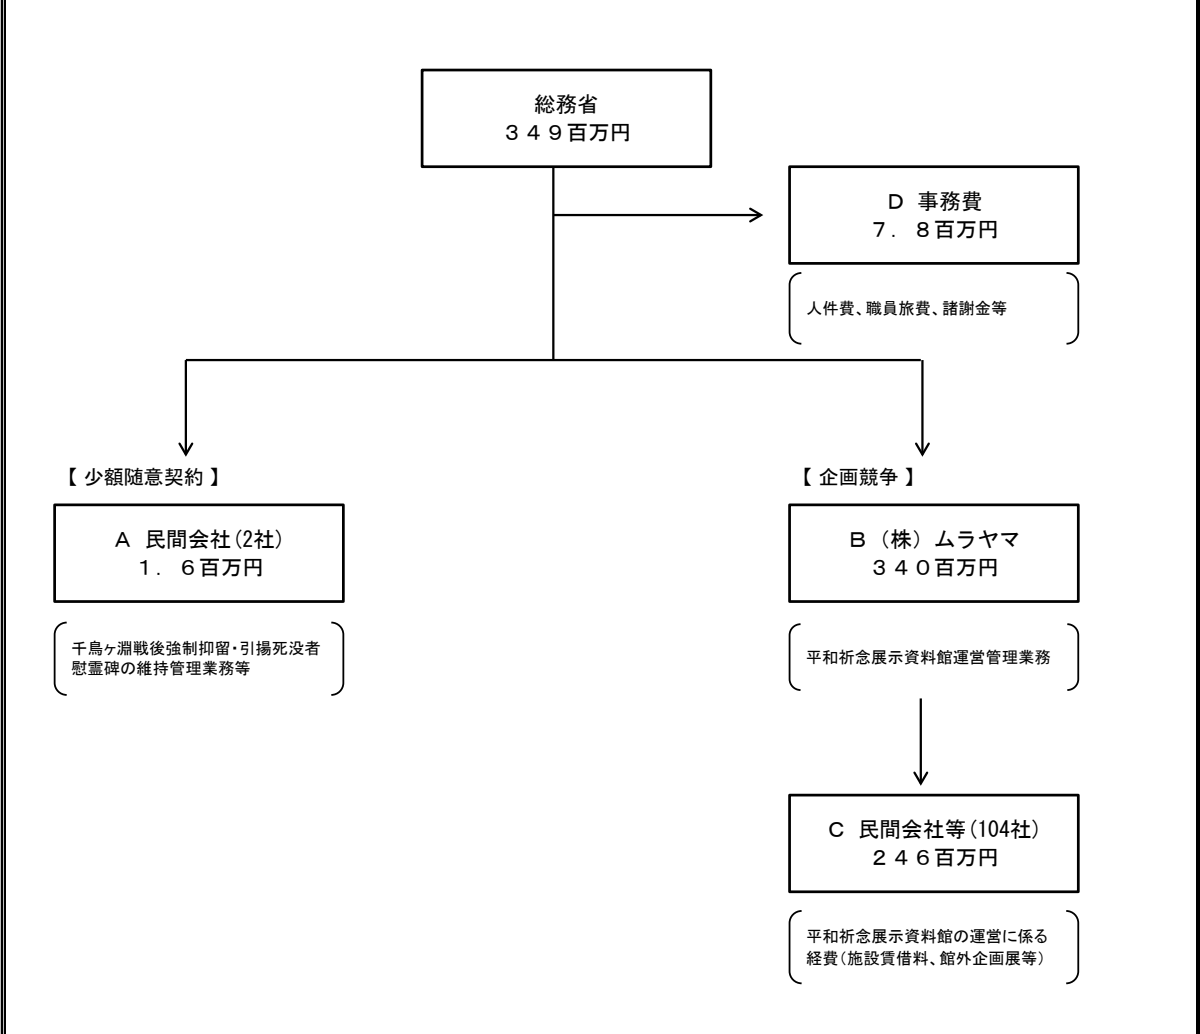 総務省
３４９百万円
D 事務費
７．８百万円
人件費、職員旅費、諸謝金等
【 少額随意契約 】
A 民間会社(2社)
１．６百万円
千鳥ヶ淵戦後強制抑留・引揚死没者
慰霊碑の維持管理業務等
【 企画競争 】
B （株）ムラヤマ
３４０百万円
平和祈念展示資料館運営管理業務
C 民間会社等(104社)
２４６百万円
平和祈念展示資料館の運営に係る
経費(施設賃借料、館外企画展等)